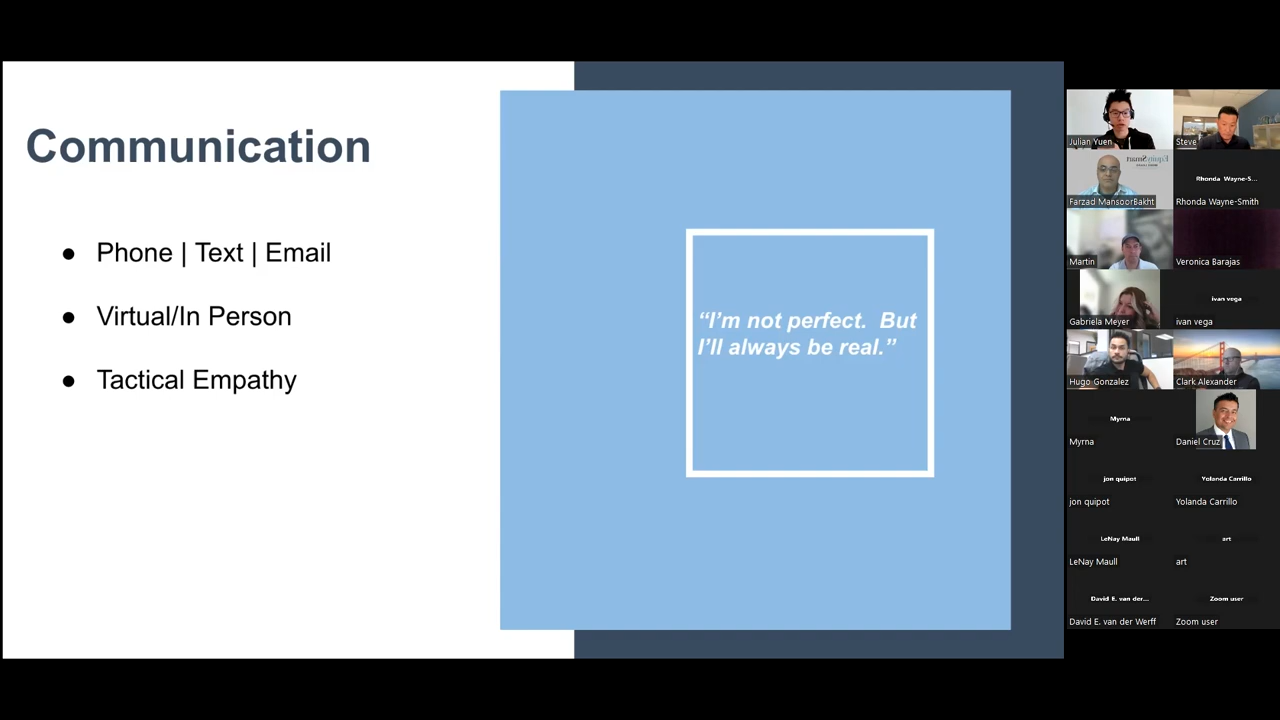 Communication
● Phone | Text | Email
● Virtual/In Person
● Tactical Empathy
“I’m not perfect.  But
I’ll always be real.”
Julian Yuen
Steve
Farzad MansoorBakht
Rhonda Wayne-S...
Rhonda Wayne-Smith
Martin
Veronica Barajas
Gabriela Meyer
ivan vega
ivan vega
Hugo Gonzalez
Clark Alexander
Myrna
Myrna
Daniel Cruz
jon quipot
jon quipot
Yolanda Carrillo
Yolanda Carrillo
LeNay Maull
LeNay Maull
art
art
David E. van der...
David E. van der Werff
Zoom user
Zoom user